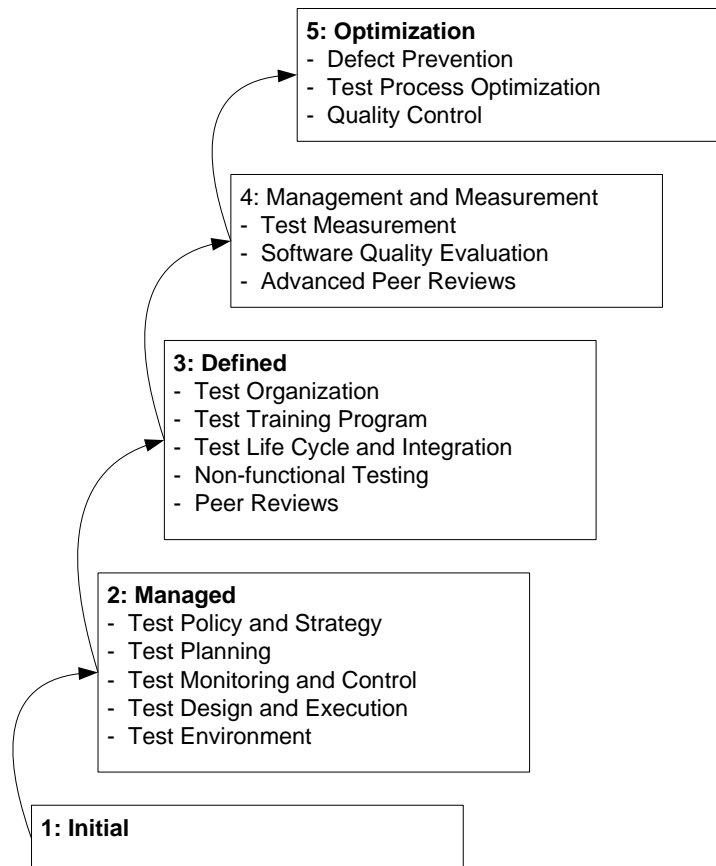 5: Optimization
- Defect Prevention
- Test Process Optimization
- Quality Control
4: Management and Measurement
- Test Measurement
- Software Quality Evaluation
- Advanced Peer Reviews
3: Defined
- Test Organization
- Test Training Program
- Test Life Cycle and Integration
- Non-functional Testing
- Peer Reviews
2: Managed
- Test Policy and Strategy
- Test Planning
- Test Monitoring and Control
- Test Design and Execution
- Test Environment
1: Initial